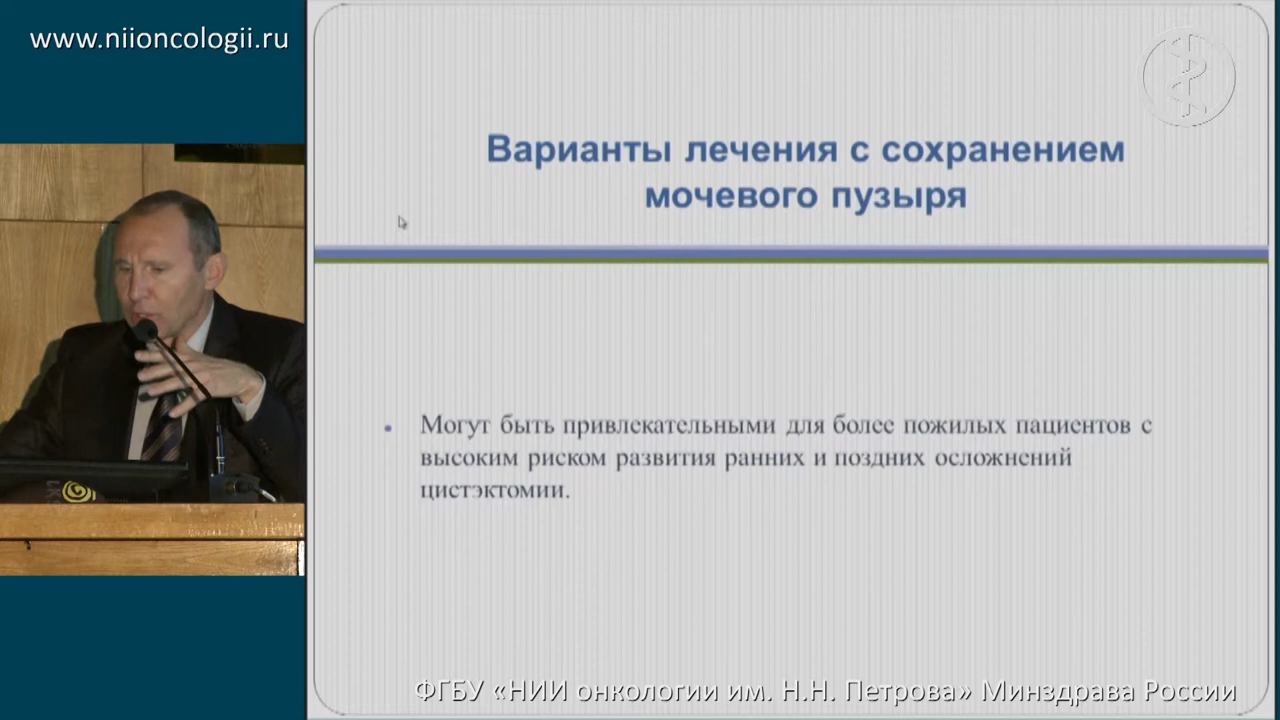 www.niioncologii.ru
Варианты лечения с сохранением
мочевого пузыря
Могут быть привлекательными для более пожилых пациентов с
высоким риском развития ранних и поздних осложнений
цистэктомии.
ФГБУ «НИИ онкологии им. Н.Н. Петрова» Минздрава России